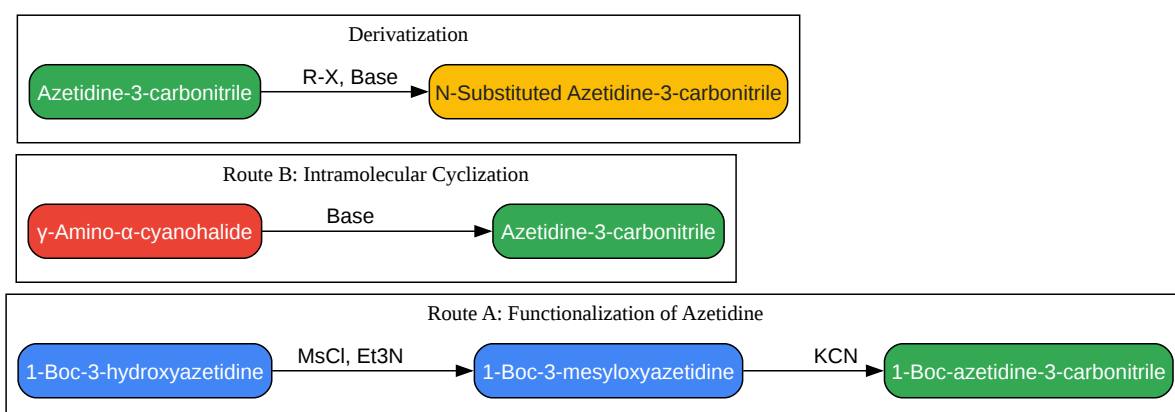 Derivatization
Azetidine-3-carbonitrile
R-X, Base
N-Substituted Azetidine-3-carbonitrile
Route B: Intramolecular Cyclization
γ-Amino-α-cyanohalide
Base
Azetidine-3-carbonitrile
Route A: Functionalization of Azetidine
1-Boc-3-hydroxyazetidine
MsCl, Et3N
1-Boc-3-mesyloxyazetidine
KCN
1-Boc-azetidine-3-carbonitrile